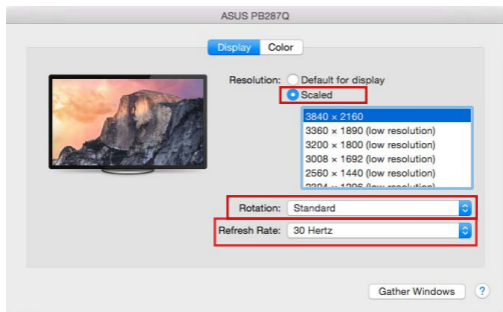 ASUS PB287Q
Display Color
Resolution: Default for display
Scaled
3840 × 2160
3360 × 1890 (low resolution)
3200 × 1800 (low resolution)
3008 × 1692 (low resolution)
2560 × 1440 (low resolution)
Rotation: Standard
Refresh Rate: 30 Hertz
Gather Windows ?